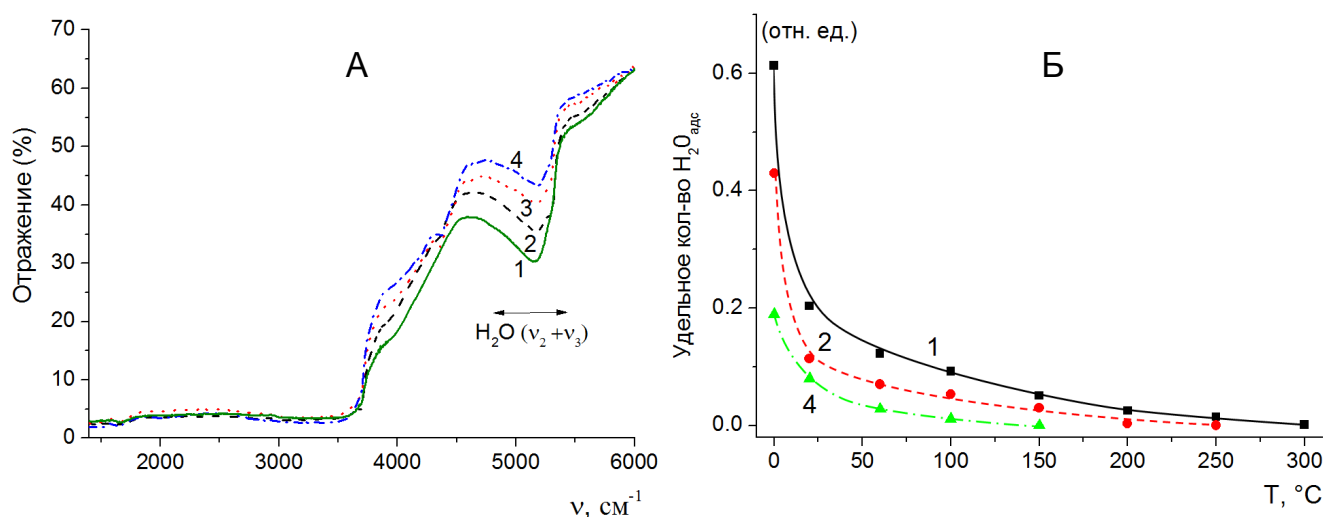 А
Отражение (%)
70
60
50
40
30
20
10
0
4
3
2
1
H2O (ν2 +ν3)
2000 3000 4000 5000 6000
ν, см-1
(отн. ед.)
Б
Удельное кол-во H20адс
0.6
0.4
0.2
0.0
1
2
4
0 50 100 150 200 250 300
T, °C